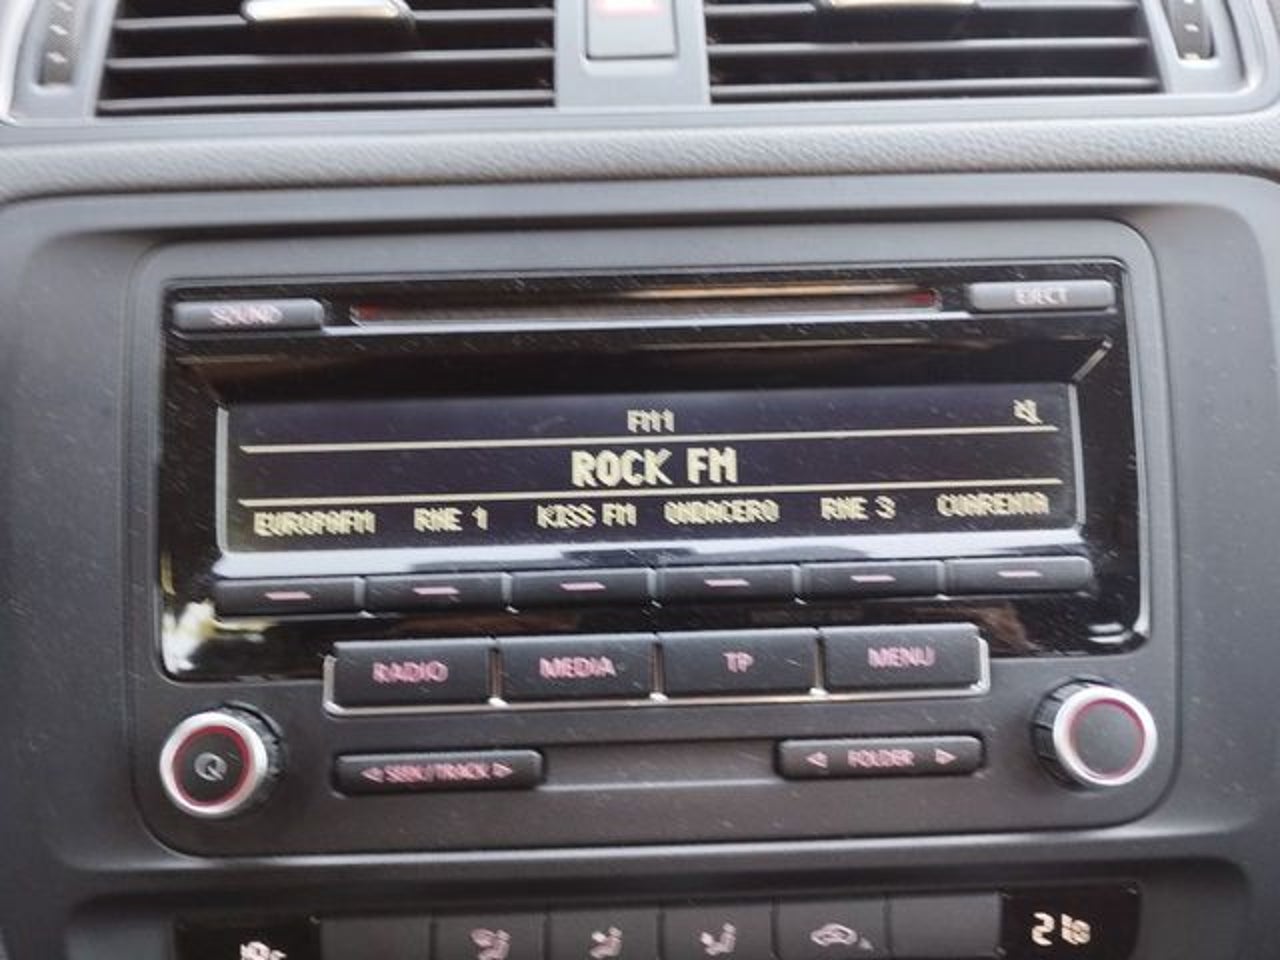 SOUND
EJECT
FM1
ROCK FM
EUROPAFM RNE 1 KISS FM ONDACERO RNE 3 CUARENTA
RADIO MEDIA TP MENU
SEEK/TRACK FOLDER